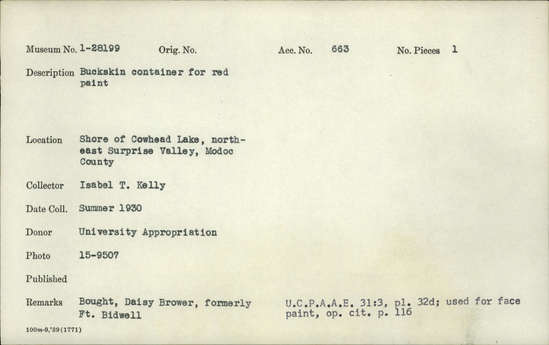 Museum No. 1-28199 Orig. No. Acc. No. 663 No. Pieces 1
Description Buckskin container for red
paint
Location Shore of Cowhead Lake, north-
east Surprise Valley, Modoc
County
Collector Isabel T. Kelly
Date Coll. Summer 1930
Donor University Appropriation
Photo 15-9507
Published
Remarks Bought, Daisy Brower, formerly
Ft. Bidwell
U.C.P.A.A.E. 31:3, pl. 32d; used for face
paint, op. cit. p. 116
100m-9,'39(1771)